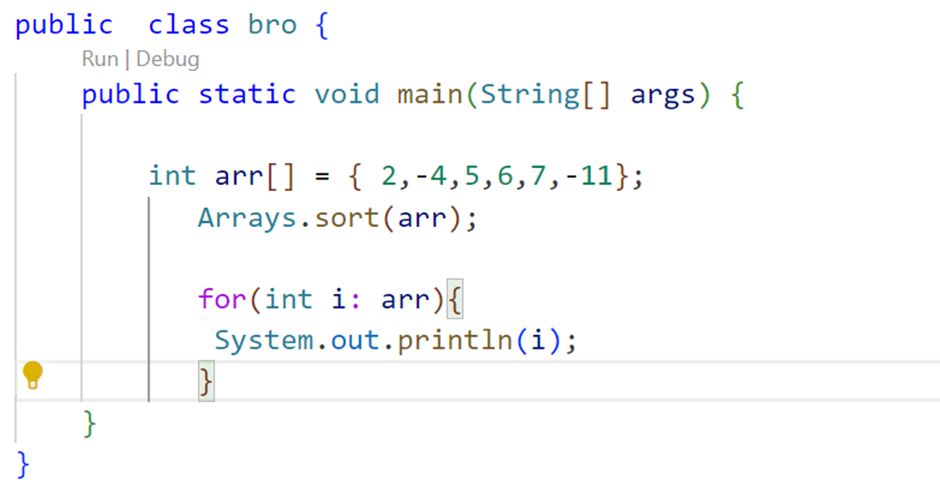 public  class bro {
Run | Debug
public static void main(String[] args) {
int arr[] = { 2,-4,5,6,7,-11};
Arrays.sort(arr);
for(int i: arr){
System.out.println(i);
}
}
}